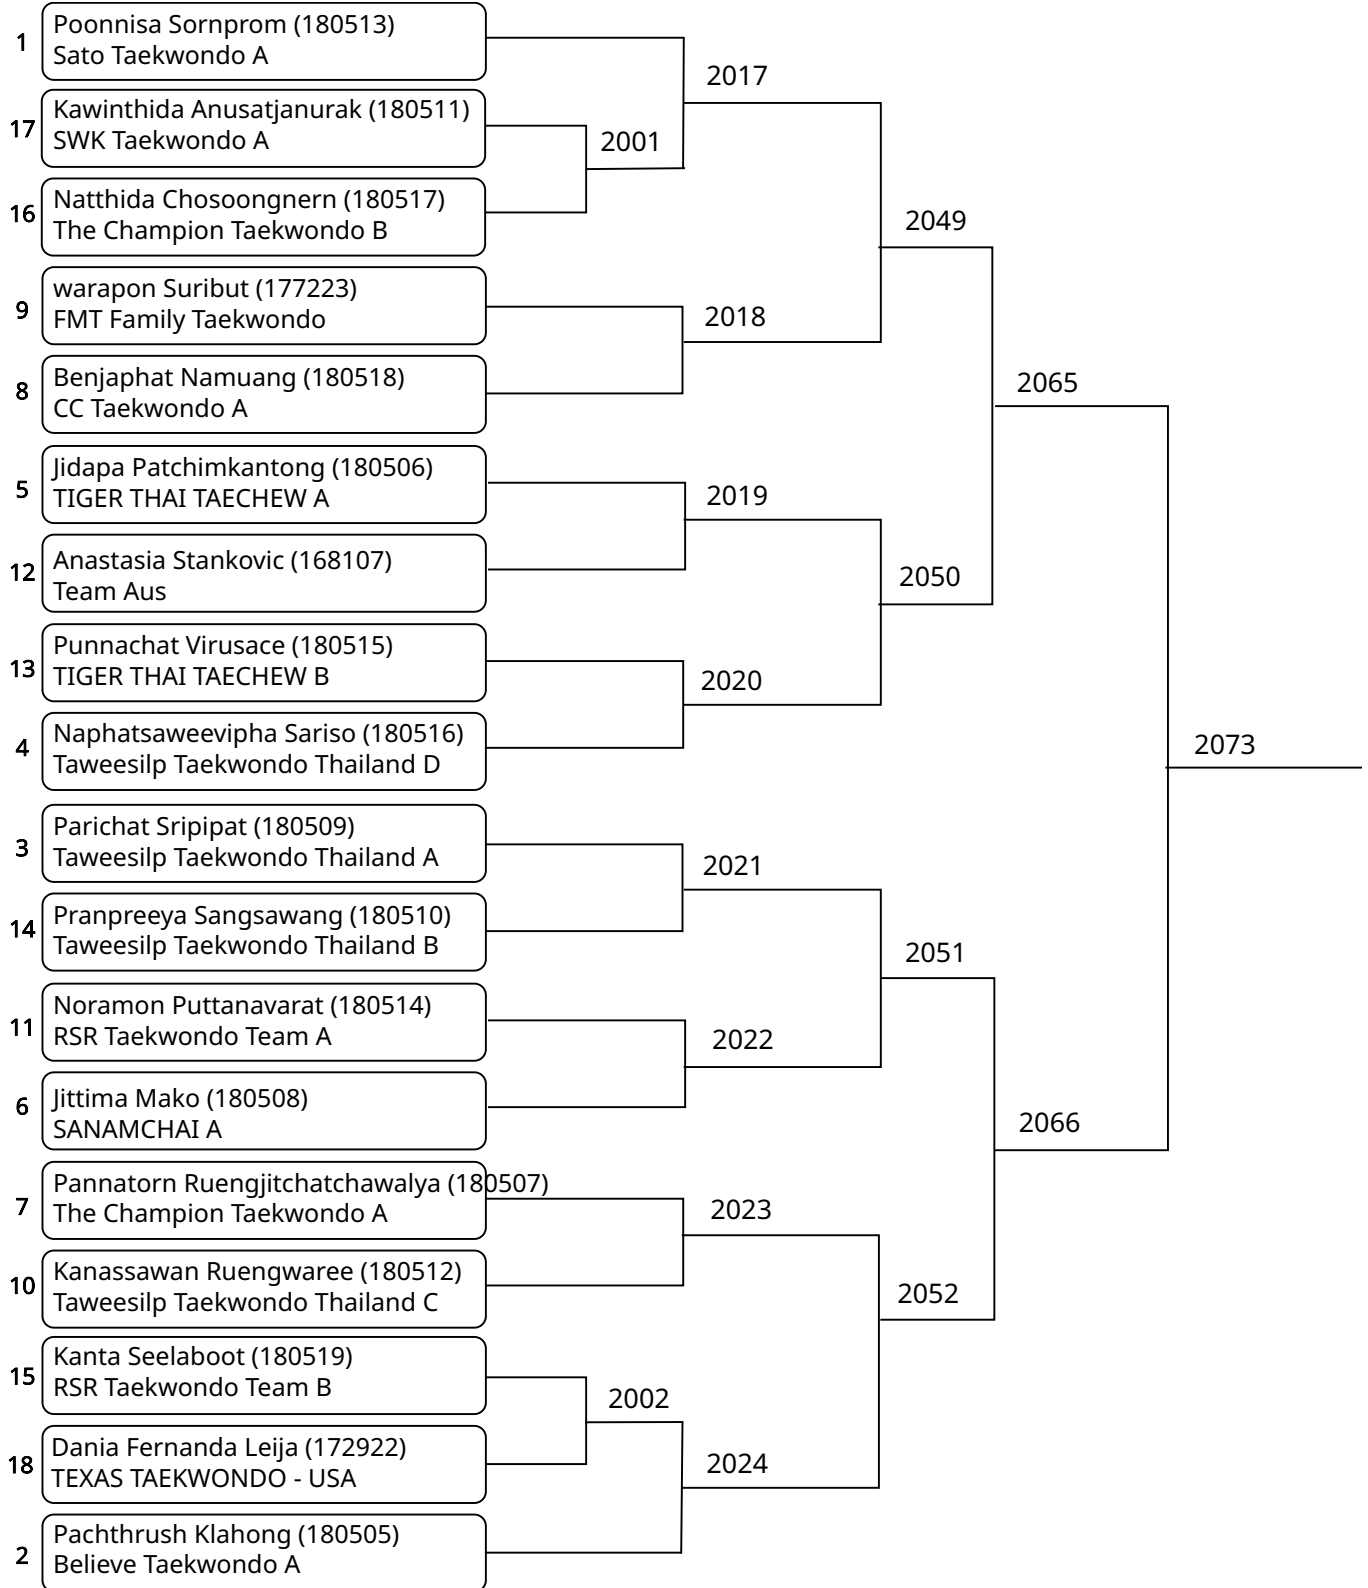 1
Poonnisa Sornprom (180513)
Sato Taekwondo A
17
Kawinthida Anusatjanurak (180511)
SWK Taekwondo A
16
Natthida Chosoongnern (180517)
The Champion Taekwondo B
9
warapon Suribut (177223)
FMT Family Taekwondo
8
Benjaphat Namuang (180518)
CC Taekwondo A
5
Jidapa Patchimkantong (180506)
TIGER THAI TAECHEW A
12
Anastasia Stankovic (168107)
Team Aus
13
Punnachat Virusace (180515)
TIGER THAI TAECHEW B
4
Naphatsaweevipha Sariso (180516)
Taweesilp Taekwondo Thailand D
3
Parichat Sripipat (180509)
Taweesilp Taekwondo Thailand A
14
Pranpreeya Sangsawang (180510)
Taweesilp Taekwondo Thailand B
11
Noramon Puttanavarat (180514)
RSR Taekwondo Team A
6
Jittima Mako (180508)
SANAMCHAI A
7
Pannatorn Ruengjitchatchawalya (180507)
The Champion Taekwondo A
10
Kanassawan Ruengwaree (180512)
Taweesilp Taekwondo Thailand C
15
Kanta Seelaboot (180519)
RSR Taekwondo Team B
18
Dania Fernanda Leija (172922)
TEXAS TAEKWONDO - USA
2
Pachthrush Klahong (180505)
Believe Taekwondo A
2001
2002
2017
2018
2019
2020
2021
2022
2023
2024
2049
2050
2051
2052
2065
2066
2073